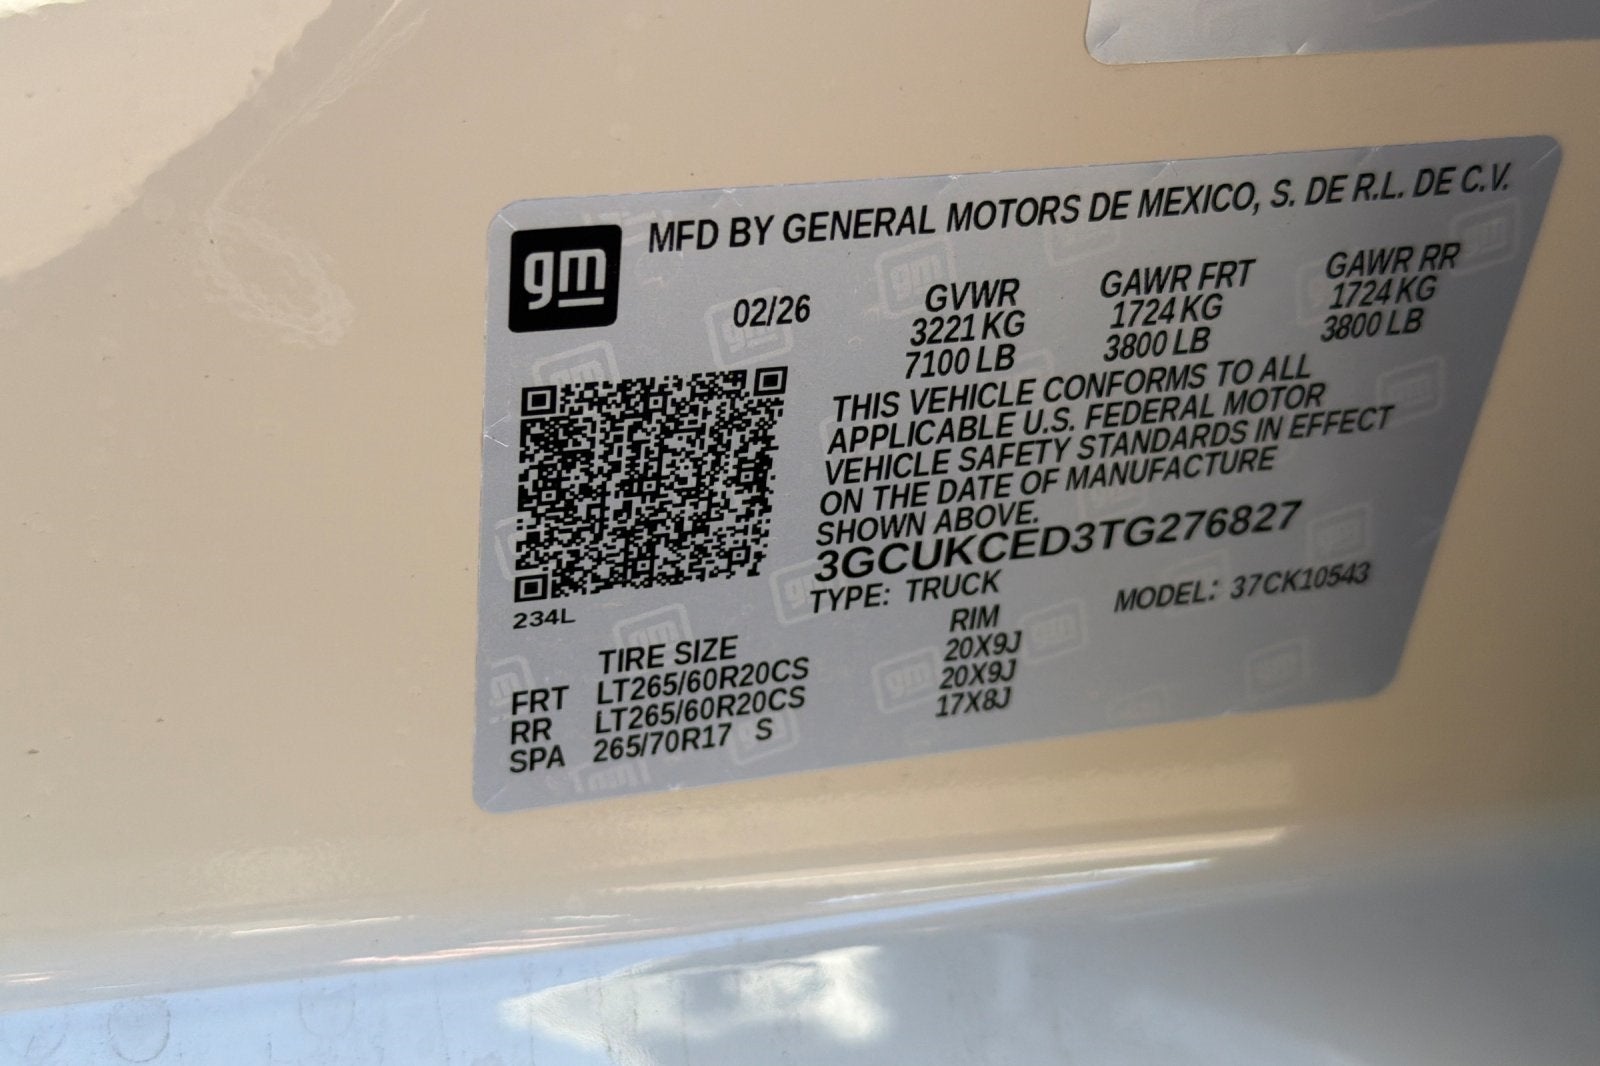 gm
MFD BY GENERAL MOTORS DE MEXICO, S. DE R.L. DE C.V.
02/26 GVWR GAWR FRT GAWR RR
3221 KG 1724 KG 1724 KG
7100 LB 3800 LB 3800 LB
THIS VEHICLE CONFORMS TO ALL
APPLICABLE U.S. FEDERAL MOTOR
VEHICLE SAFETY STANDARDS IN EFFECT
ON THE DATE OF MANUFACTURE
SHOWN ABOVE.
3GCUKCED3TG276827
TYPE: TRUCK MODEL: 37CK10543
234L
TIRE SIZE RIM
FRT LT265/60R20CS 20X9J
RR LT265/60R20CS 20X9J
SPA 265/70R17 S 17X8J